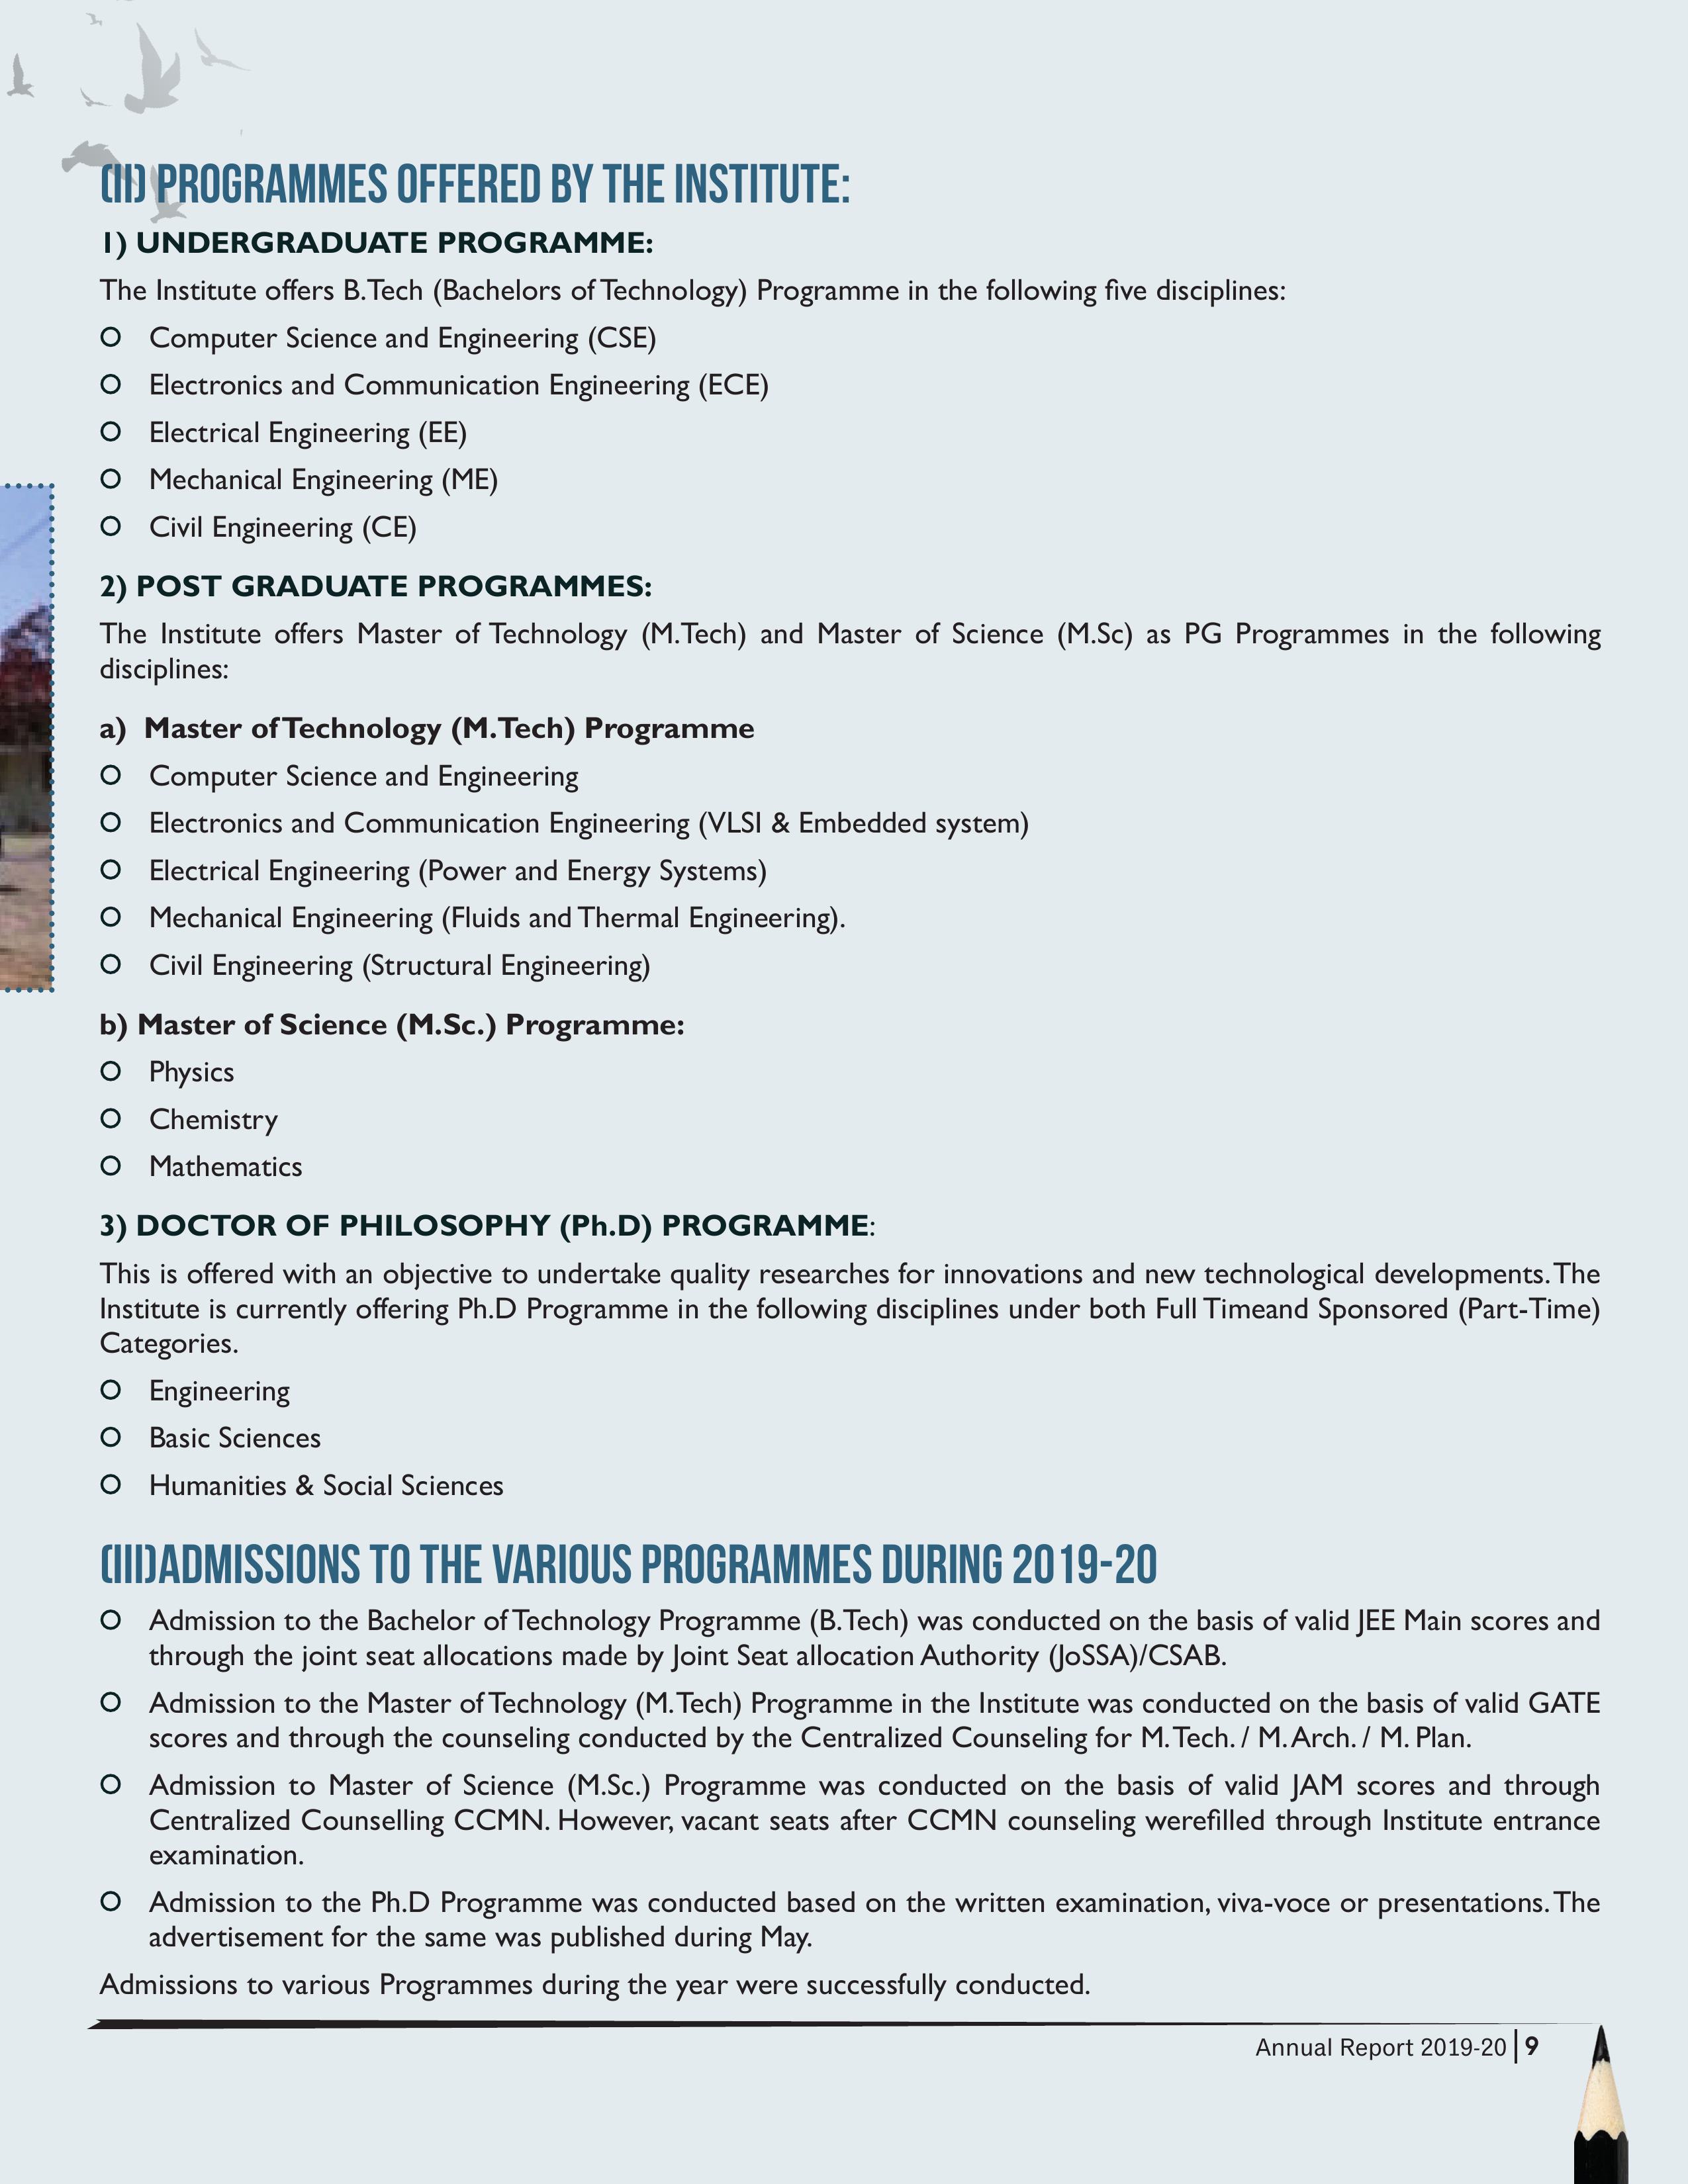 (II) PROGRAMMES OFFERED BY THE INSTITUTE:
1) UNDERGRADUATE PROGRAMME:
The Institute offers B.Tech (Bachelors of Technology) Programme in the following five disciplines:
O Computer Science and Engineering (CSE)
O Electronics and Communication Engineering (ECE)
O Electrical Engineering (EE)
O Mechanical Engineering (ME)
O Civil Engineering (CE)
2) POST GRADUATE PROGRAMMES:
The Institute offers Master of Technology (M.Tech) and Master of Science (M.Sc) as PG Programmes in the following
disciplines:
a) Master of Technology (M.Tech) Programme
O Computer Science and Engineering
O Electronics and Communication Engineering (VLSI & Embedded system)
O Electrical Engineering (Power and Energy Systems)
O Mechanical Engineering (Fluids and Thermal Engineering).
O Civil Engineering (Structural Engineering)
b) Master of Science (M.Sc.) Programme:
O Physics
O Chemistry
O Mathematics
3) DOCTOR OF PHILOSOPHY (Ph.D) PROGRAMME:
This is offered with an objective to undertake quality researches for innovations and new technological developments. The
Institute is currently offering Ph.D Programme in the following disciplines under both Full Timeand Sponsored (Part-Time)
Categories.
O Engineering
O Basic Sciences
O Humanities & Social Sciences
(III)ADMISSIONS TO THE VARIOUS PROGRAMMES DURING 2019-20
O Admission to the Bachelor of Technology Programme (B.Tech) was conducted on the basis of valid JEE Main scores and
through the joint seat allocations made by Joint Seat allocation Authority (JoSSA)/CSAB.
O Admission to the Master of Technology (M.Tech) Programme in the Institute was conducted on the basis of valid GATE
scores and through the counseling conducted by the Centralized Counseling for M. Tech. / M. Arch. / M. Plan.
O Admission to Master of Science (M.Sc.) Programme was conducted on the basis of valid JAM scores and through
Centralized Counselling CCMN. However, vacant seats after CCMN counseling werefilled through Institute entrance
examination.
O Admission to the Ph.D Programme was conducted based on the written examination, viva-voce or presentations. The
advertisement for the same was published during May.
Admissions to various Programmes during the year were successfully conducted.
Annual Report 2019-20 | 9